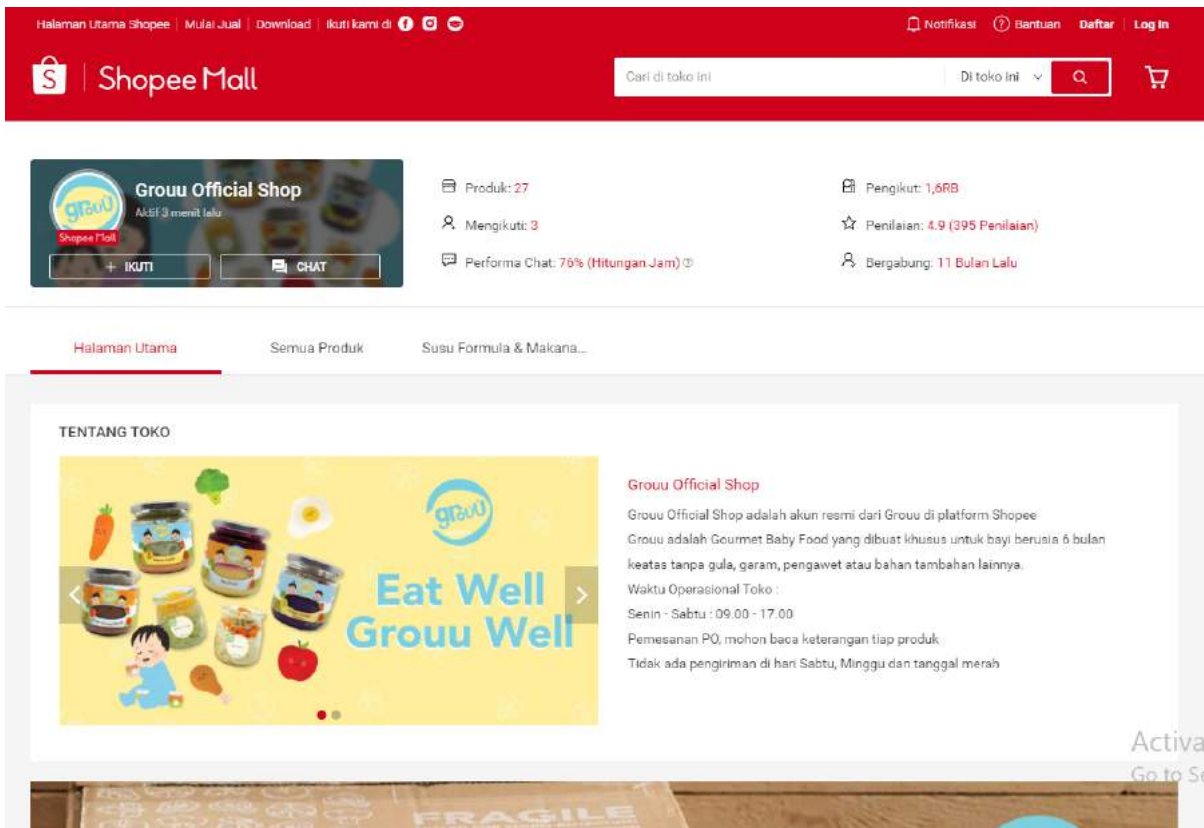 Halaman Utama Shopee | Mulai Jual | Download | Ikuti kami di
Notifikasi Bantuan Daftar | Log In
S | Shopee Mall
Cari di toko ini
Di toko ini
Grouu Official Shop
Aktif 3 menit lalu
grouu
Shopee Mall
+ IKUTI
CHAT
Produk: 27
Mengikuti: 3
Performa Chat: 76% (Hitungan Jam)
Pengikut: 1,6RB
Penilaian: 4.9 (395 Penilaian)
Bergabung: 11 Bulan Lalu
Halaman Utama
Semua Produk
Susu Formula & Makana...
TENTANG TOKO
grouu
Eat Well
Grouu Well
Grouu Official Shop
Grouu Official Shop adalah akun resmi dari Grouu di platform Shopee
Grouu adalah Gourmet Baby Food yang dibuat khusus untuk bayi berusia 6 bulan
keatas tanpa gula, garam, pengawet atau bahan tambahan lainnya.
Waktu Operasional Toko :
Senin - Sabtu : 09.00 - 17.00
Pemesanan PO, mohon baca keterangan tiap produk
Tidak ada pengiriman di hari Sabtu, Minggu dan tanggal merah
Activa
Go to Se
FRAGILE